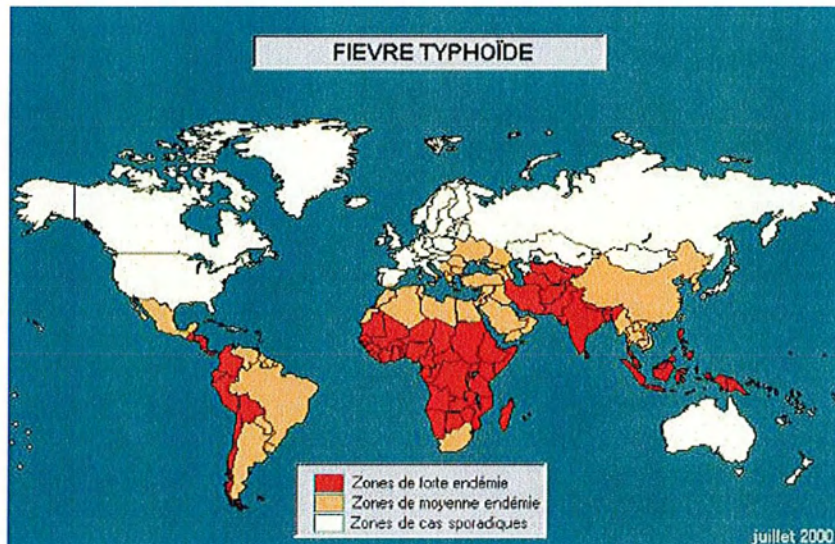 FIEVRE TYPHOÏDE
Zones de forte endémie
Zones de moyenne endémie
Zones de cas sporadiques
juillet 2000